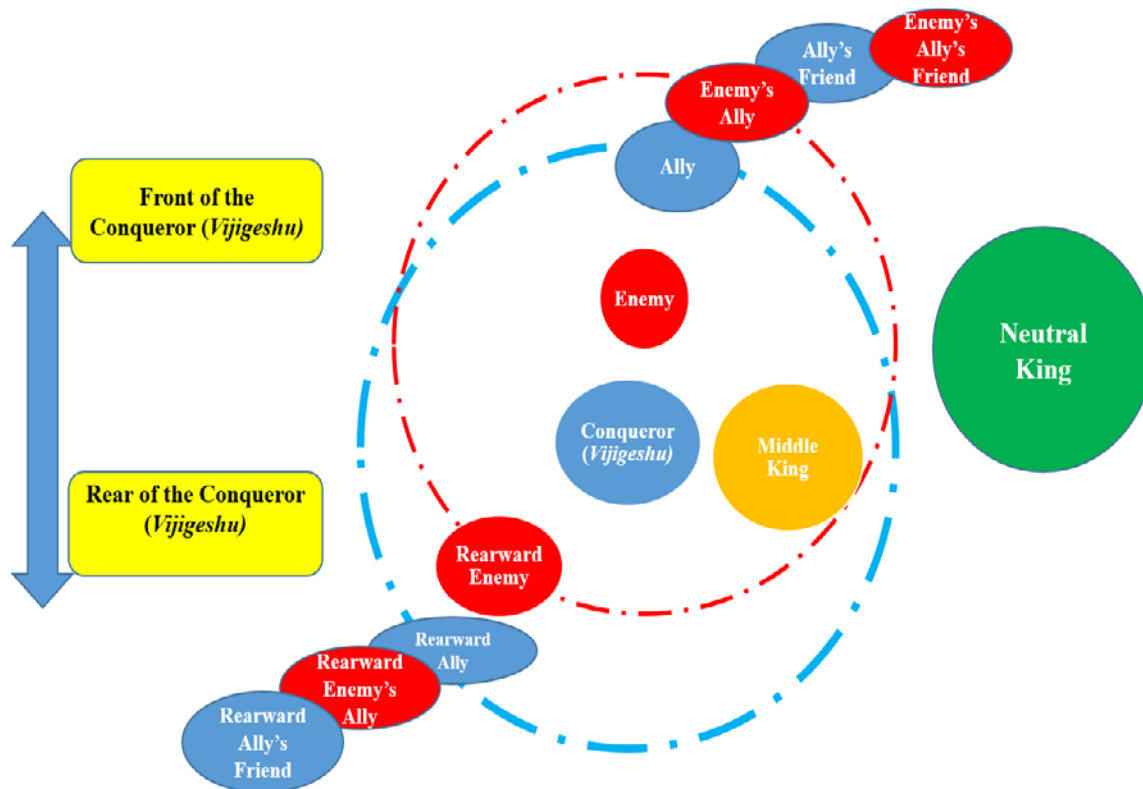 Enemy's
Ally's
Friend
Ally's
Friend
Enemy's
Ally
Ally
Front of the
Conqueror (Vijigeshu)
Enemy
Neutral
King
Conqueror
(Vijigeshu)
Middle
King
Rear of the Conqueror
(Vijigeshu)
Rearward
Enemy
Rearward
Ally
Rearward
Enemy's
Ally
Rearward
Ally's
Friend